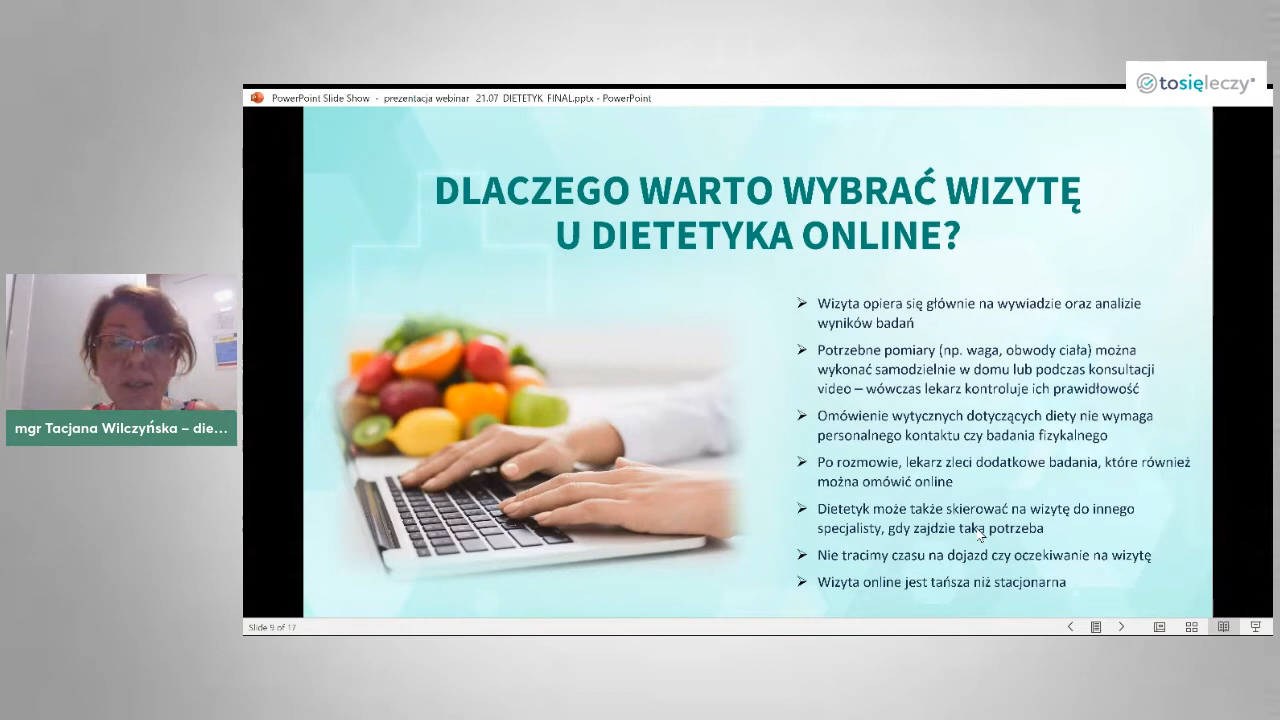 tosięleczy
PowerPoint Slide Show - prezentacja webinar 21.07 DIETETYK FINAL.pptx - PowerPoint
DLACZEGO WARTO WYBRAĆ WIZYTĘ
U DIETETYKA ONLINE?
Wizyta opiera się głównie na wywiadzie oraz analizie
wyników badań
Potrzebne pomiary (np. waga, obwody ciała) można
wykonać samodzielnie w domu lub podczas konsultacji
video – wówczas lekarz kontroluje ich prawidłowość
Omówienie wytycznych dotyczących diety nie wymaga
personalnego kontaktu czy badania fizykalnego
Po rozmowie, lekarz zleci dodatkowe badania, które również
można omówić online
Dietetyk może także skierować na wizytę do innego
specjalisty, gdy zajdzie taką potrzeba
Nie tracimy czasu na dojazd czy oczekiwanie na wizytę
Wizyta online jest tańsza niż stacjonarna
mgr Tacjana Wilczyńska – die...
Slide 9 of 17